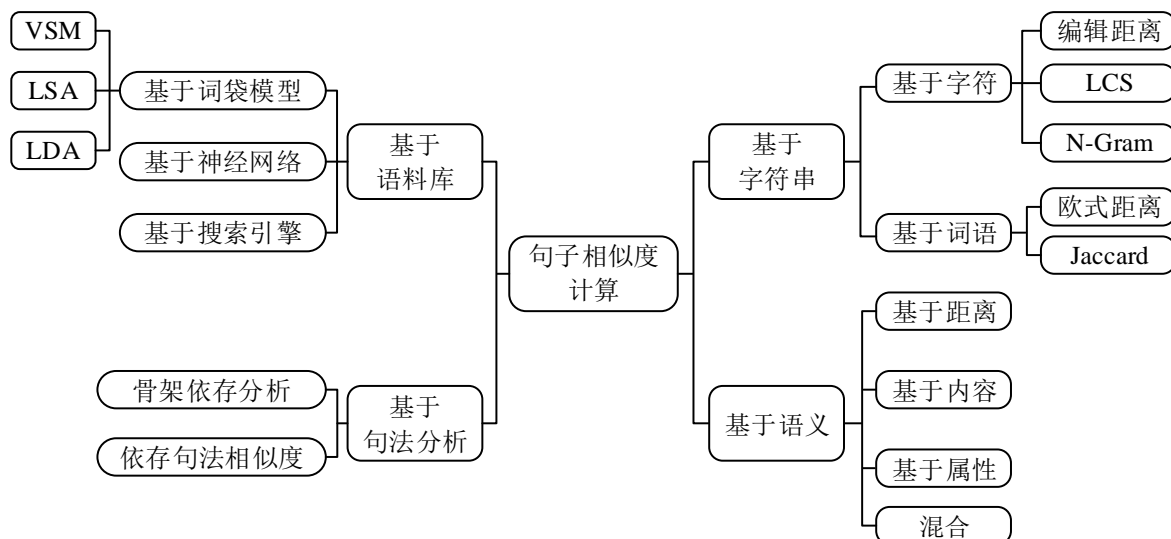 VSM
LSA
LDA
基于词袋模型
基于神经网络
基于搜索引擎
基于
语料库
骨架依存分析
依存句法相似度
基于
句法分析
句子相似度
计算
基于
字符串
基于字符
编辑距离
LCS
N-Gram
基于词语
欧式距离
Jaccard
基于语义
基于距离
基于内容
基于属性
混合